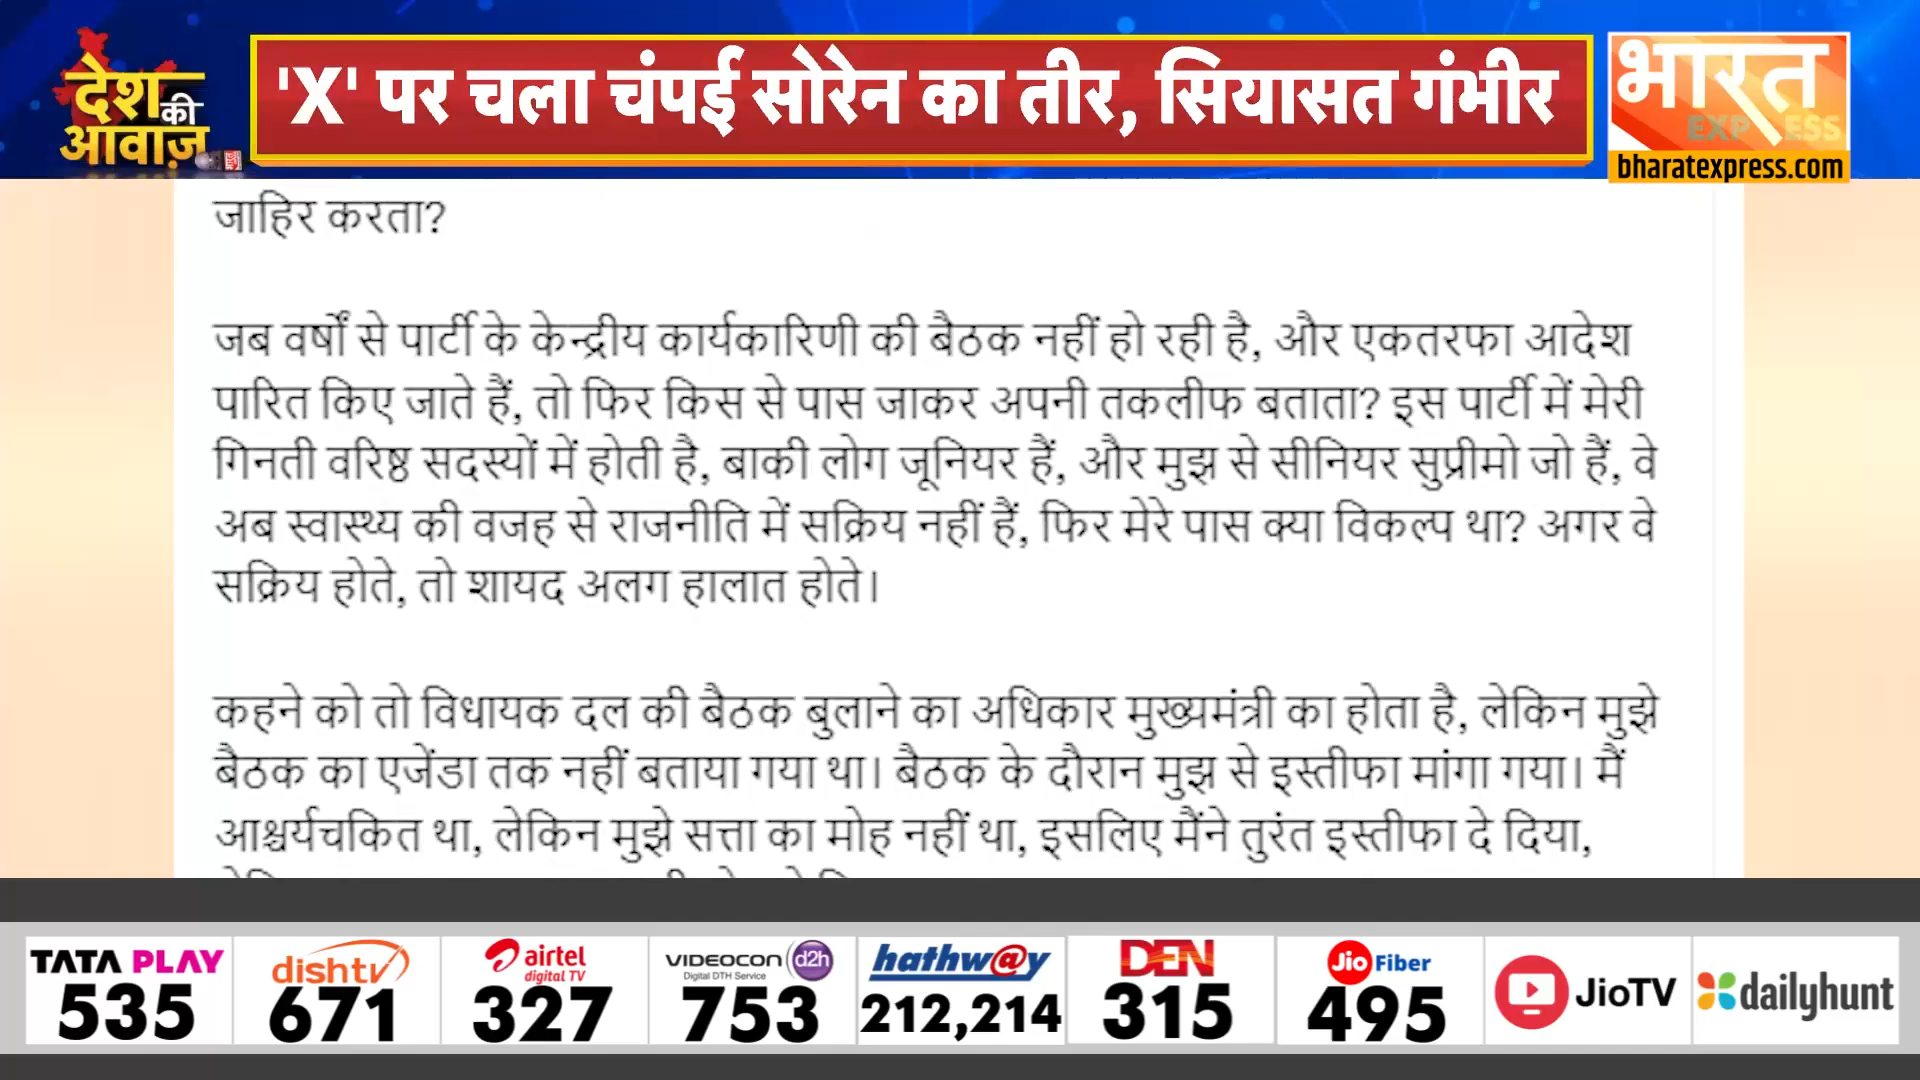 देश की
आवाज़
'X' पर चला चंपई सोरेन का तीर, सियासत गंभीर
भारत
EXPRESS
bharatexpress.com
जाहिर करता?
जब वर्षों से पार्टी के केन्द्रीय कार्यकारिणी की बैठक नहीं हो रही है, और एकतरफा आदेश
पारित किए जाते हैं, तो फिर किस से पास जाकर अपनी तकलीफ बताता? इस पार्टी में मेरी
गिनती वरिष्ठ सदस्यों में होती है, बाकी लोग जूनियर हैं, और मुझ से सीनियर सुप्रीमो जो हैं, वे
अब स्वास्थ्य की वजह से राजनीति में सक्रिय नहीं हैं, फिर मेरे पास क्या विकल्प था? अगर वे
सक्रिय होते, तो शायद अलग हालात होते।
कहने को तो विधायक दल की बैठक बुलाने का अधिकार मुख्यमंत्री का होता है, लेकिन मुझे
बैठक का एजेंडा तक नहीं बताया गया था। बैठक के दौरान मुझ से इस्तीफा मांगा गया। मैं
आश्चर्यचकित था, लेकिन मुझे सत्ता का मोह नहीं था, इसलिए मैंने तुरंत इस्तीफा दे दिया,
TATA PLAY
535
dishtv
671
airtel
digital TV
327
VIDEOCON d2h
Digital DTH Service
753
hathw@y
212,214
DEN
315
Jio Fiber
495
JioTV
dailyhunt